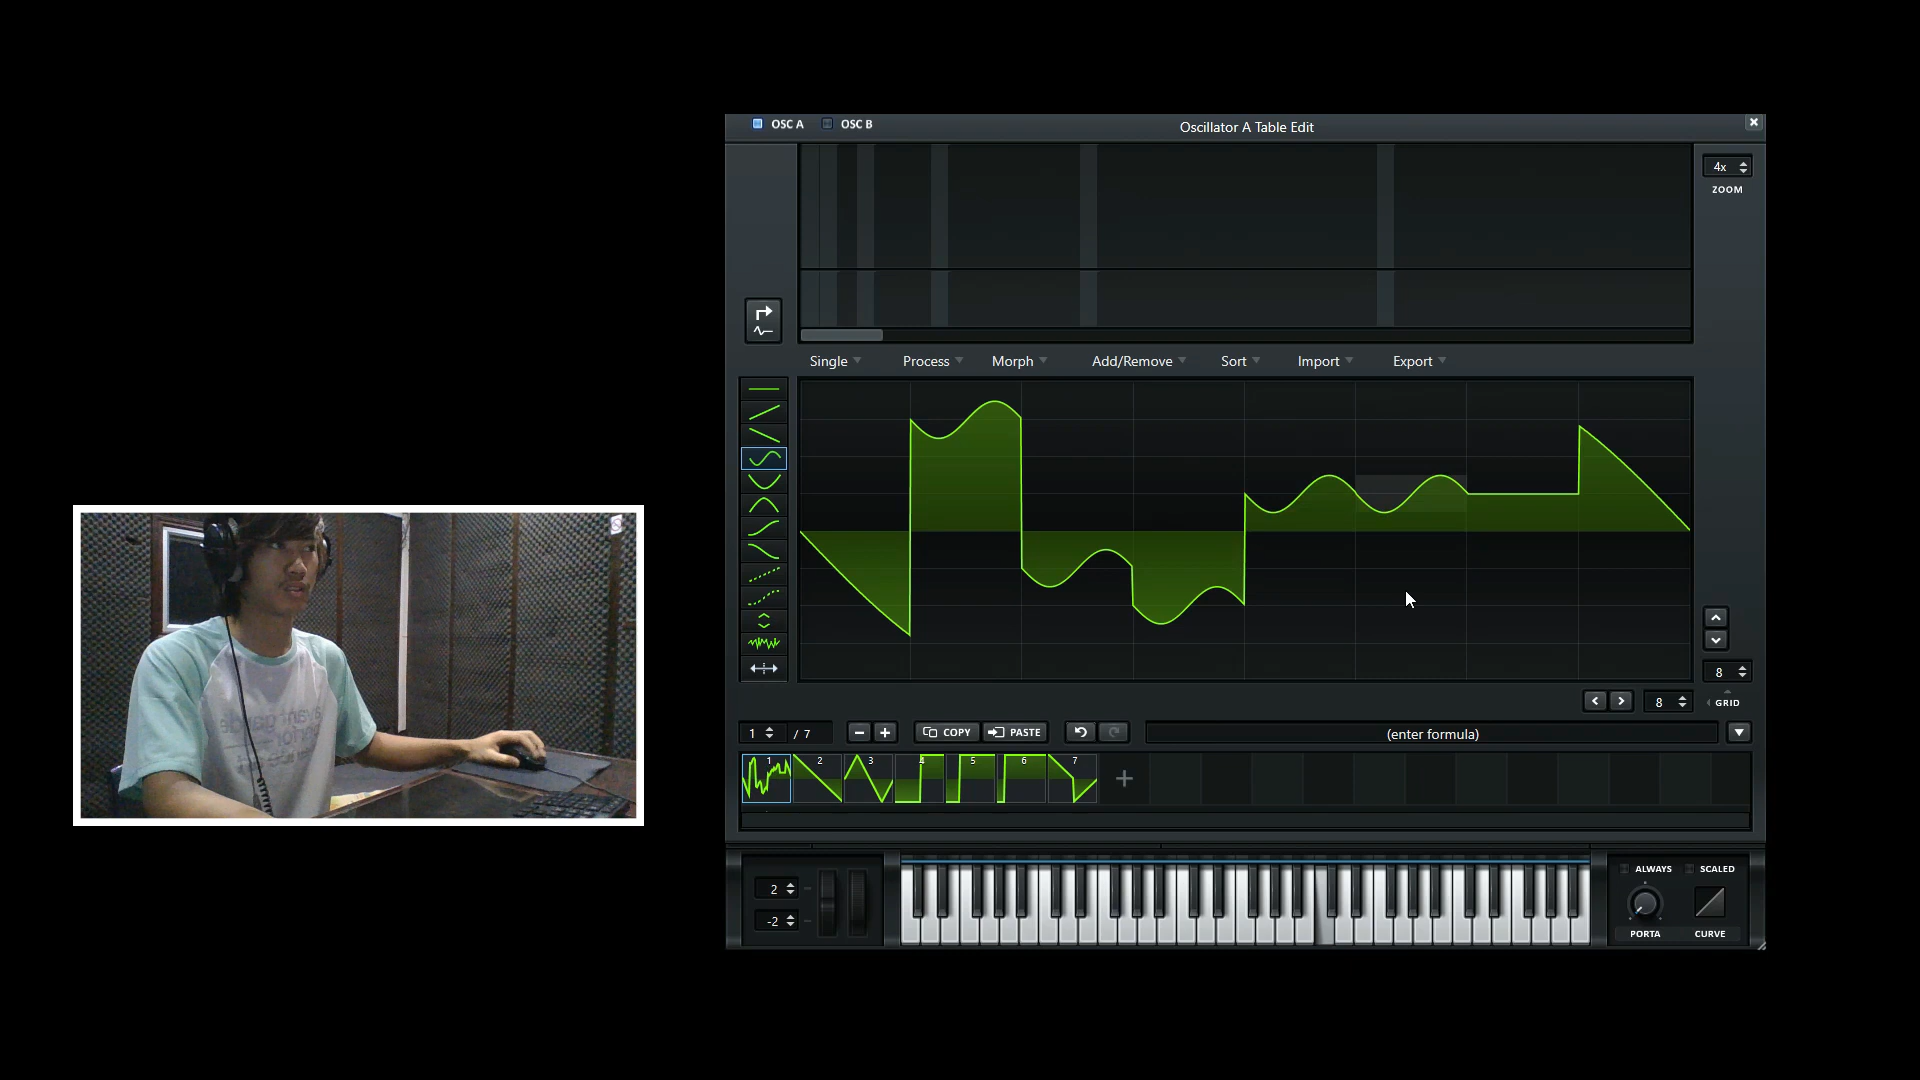 OSC A OSC B
Oscillator A Table Edit
4x
ZOOM
Single Process Morph Add/Remove Sort Import Export
8
8 GRID
1 / 7 COPY PASTE (enter formula)
1 2 3 4 5 6 7
ALWAYS SCALED
2
-2
PORTA CURVE